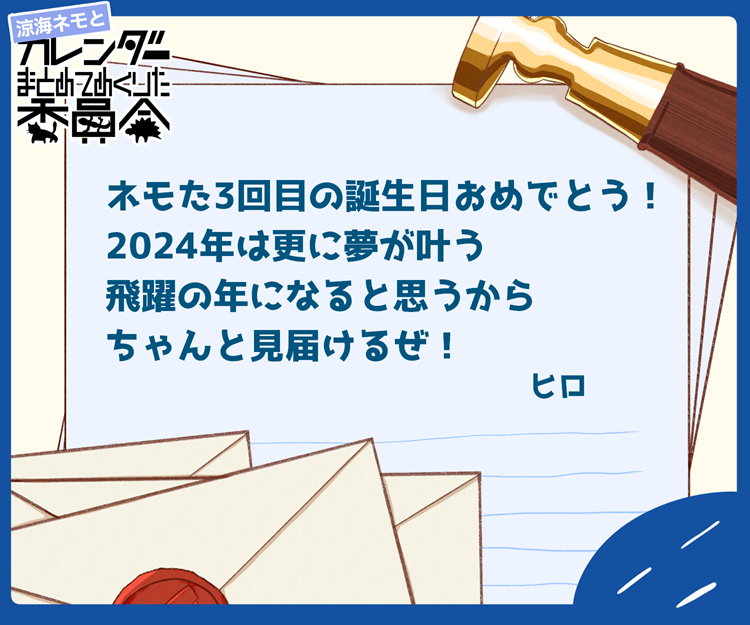 涼海ネモと
カレンダー
まとめてめくりた
委員会
ネモた3回目の誕生日おめでとう！
2024年は更に夢が叶う
飛躍の年になると思うから
ちゃんと見届けるぜ！
ヒロ